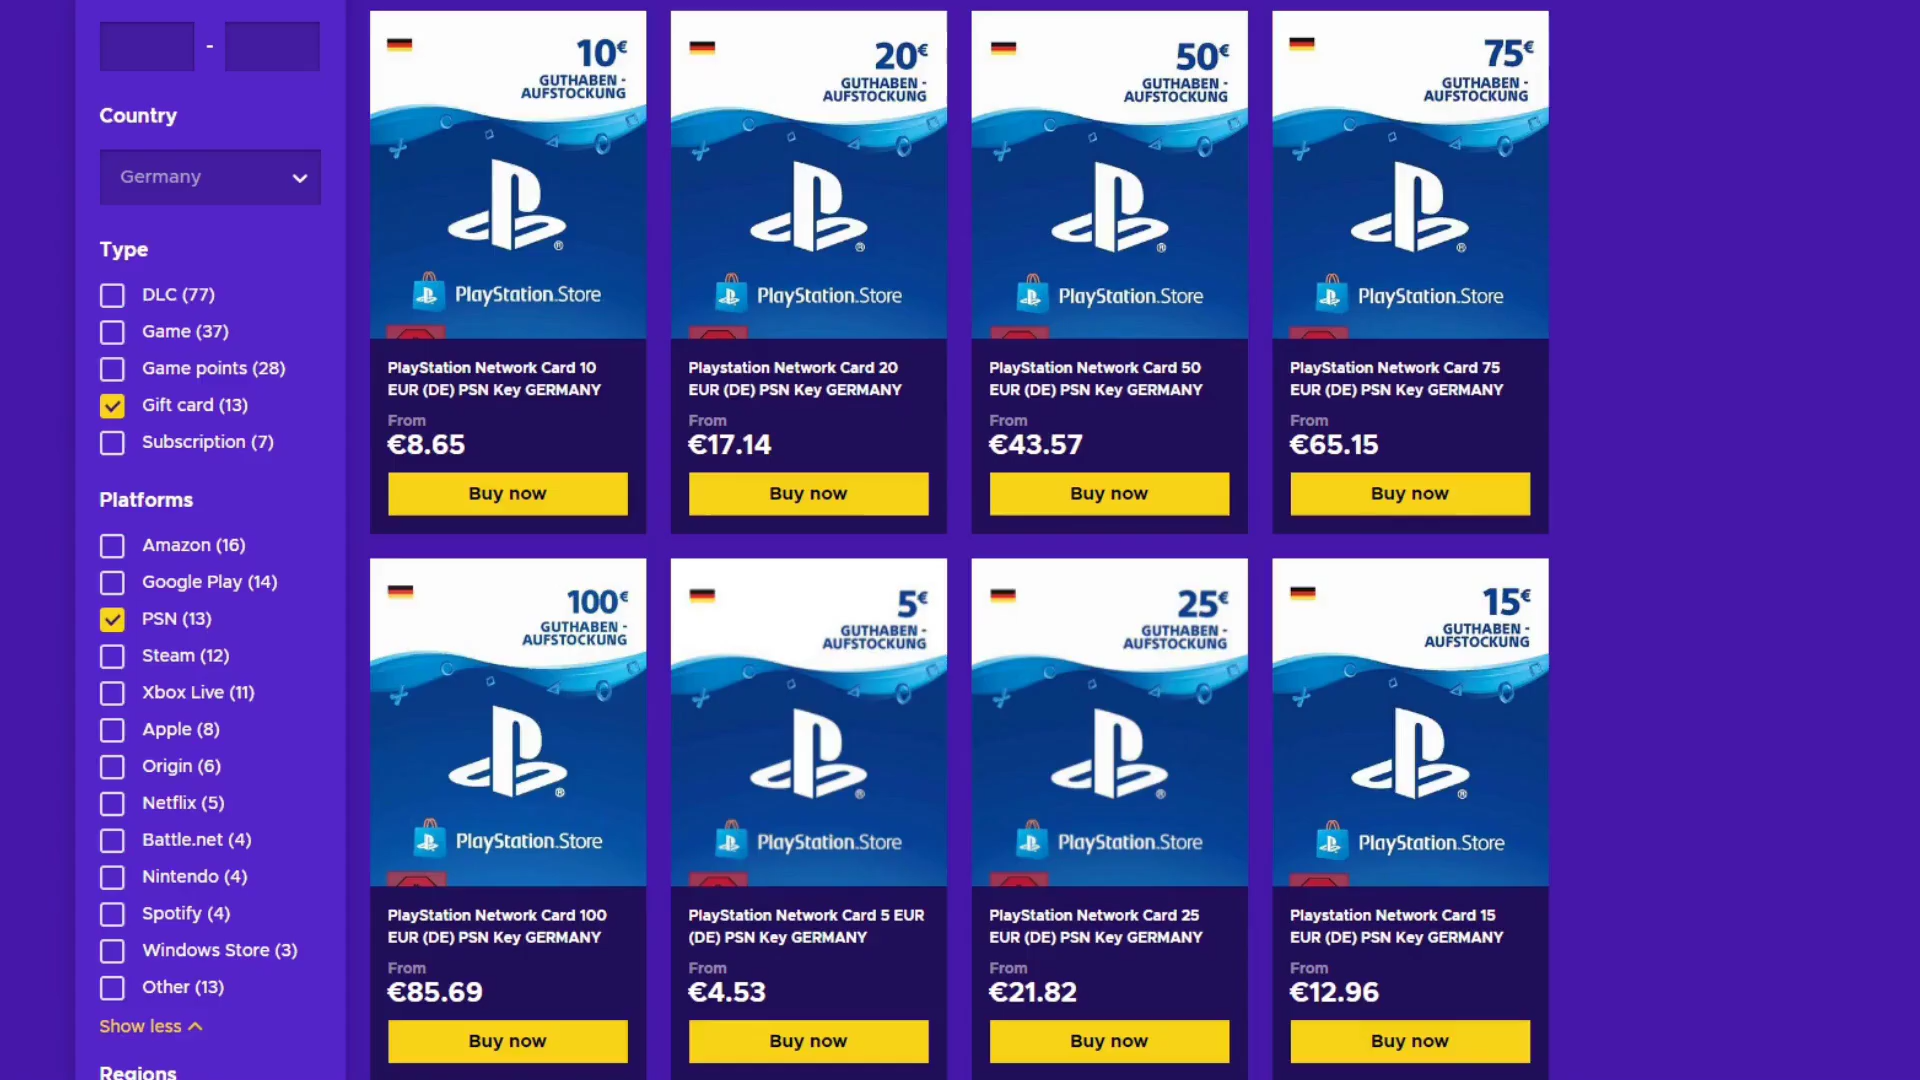 -
Country
Germany
Type
DLC (77)
Game (37)
Game points (28)
Gift card (13)
Subscription (7)
Platforms
Amazon (16)
Google Play (14)
PSN (13)
Steam (12)
Xbox Live (11)
Apple (8)
Origin (6)
Netflix (5)
Battle.net (4)
Nintendo (4)
Spotify (4)
Windows Store (3)
Other (13)
Show less
Regions
10€
GUTHABEN -
AUFSTOCKUNG
®
PlayStation.Store
PlayStation Network Card 10
EUR (DE) PSN Key GERMANY
From
€8.65
Buy now
20€
GUTHABEN -
AUFSTOCKUNG
®
PlayStation.Store
Playstation Network Card 20
EUR (DE) PSN Key GERMANY
From
€17.14
Buy now
50€
GUTHABEN -
AUFSTOCKUNG
®
PlayStation.Store
PlayStation Network Card 50
EUR (DE) PSN Key GERMANY
From
€43.57
Buy now
75€
GUTHABEN -
AUFSTOCKUNG
®
PlayStation.Store
PlayStation Network Card 75
EUR (DE) PSN Key GERMANY
From
€65.15
Buy now
100€
GUTHABEN -
AUFSTOCKUNG
®
PlayStation.Store
PlayStation Network Card 100
EUR (DE) PSN Key GERMANY
From
€85.69
Buy now
5€
GUTHABEN -
AUFSTOCKUNG
®
PlayStation.Store
PlayStation Network Card 5 EUR
(DE) PSN Key GERMANY
From
€4.53
Buy now
25€
GUTHABEN -
AUFSTOCKUNG
®
PlayStation.Store
PlayStation Network Card 25
EUR (DE) PSN Key GERMANY
From
€21.82
Buy now
15€
GUTHABEN -
AUFSTOCKUNG
®
PlayStation.Store
Playstation Network Card 15
EUR (DE) PSN Key GERMANY
From
€12.96
Buy now